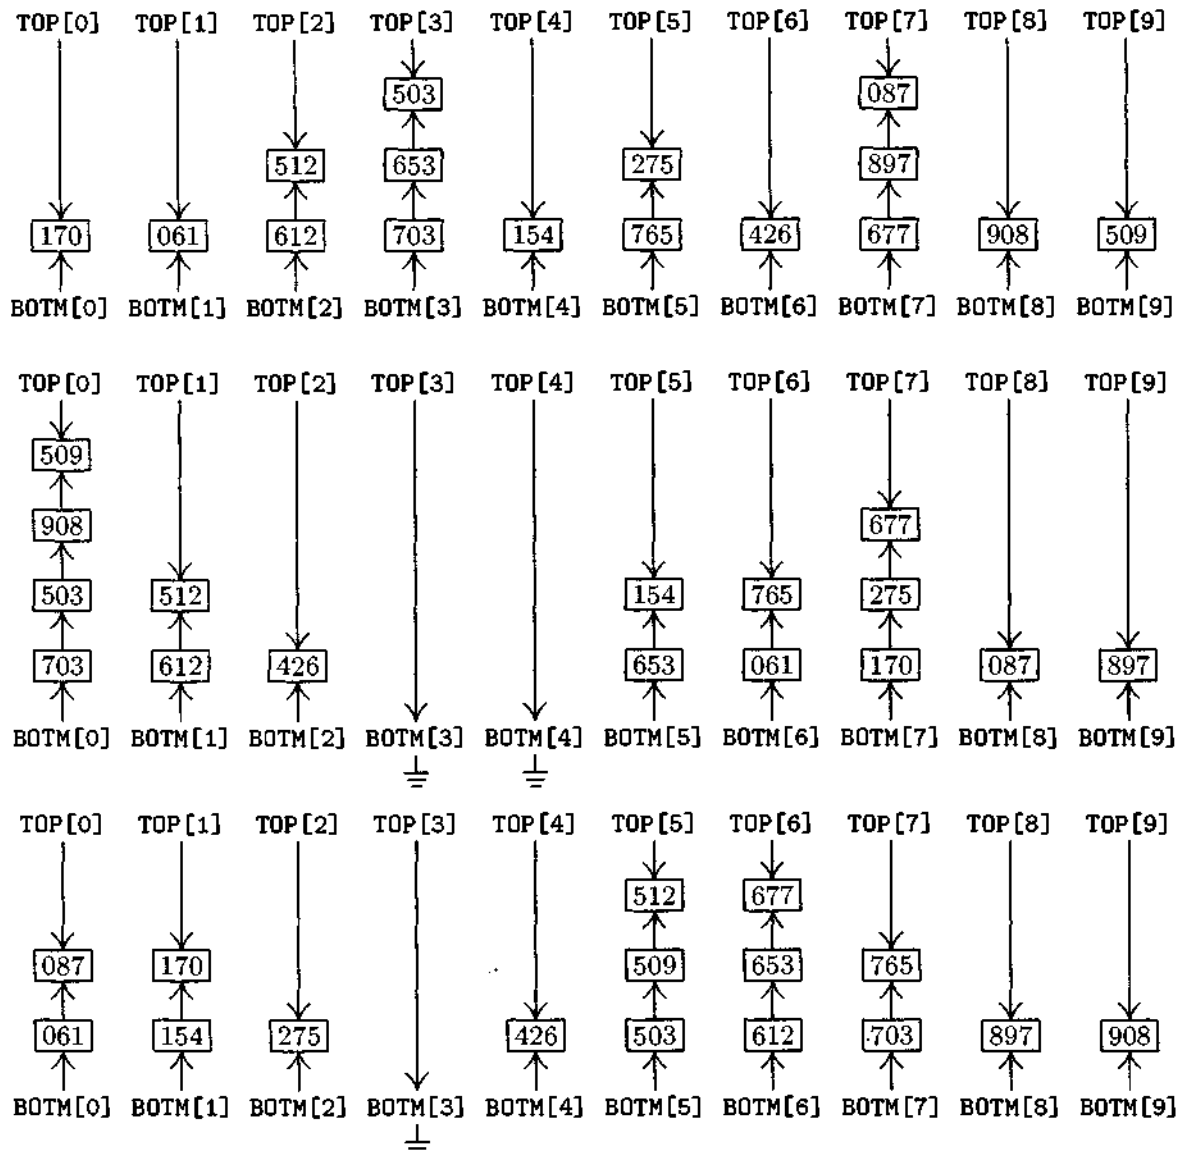 TOP[0] TOP[1] TOP[2] TOP[3] TOP[4] TOP[5] TOP[6] TOP[7] TOP[8] TOP[9]
503 087
512 653 275 897
170 061 612 703 154 765 426 677 908 509
BOTM[0] BOTM[1] BOTM[2] BOTM[3] BOTM[4] BOTM[5] BOTM[6] BOTM[7] BOTM[8] BOTM[9]
TOP[0] TOP[1] TOP[2] TOP[3] TOP[4] TOP[5] TOP[6] TOP[7] TOP[8] TOP[9]
509
908 677
503 512 154 765 275
703 612 426 653 061 170 087 897
BOTM[0] BOTM[1] BOTM[2] BOTM[3] BOTM[4] BOTM[5] BOTM[6] BOTM[7] BOTM[8] BOTM[9]
TOP[0] TOP[1] TOP[2] TOP[3] TOP[4] TOP[5] TOP[6] TOP[7] TOP[8] TOP[9]
512 677
087 170 509 653 765
061 154 275 426 503 612 703 897 908
BOTM[0] BOTM[1] BOTM[2] BOTM[3] BOTM[4] BOTM[5] BOTM[6] BOTM[7] BOTM[8] BOTM[9]